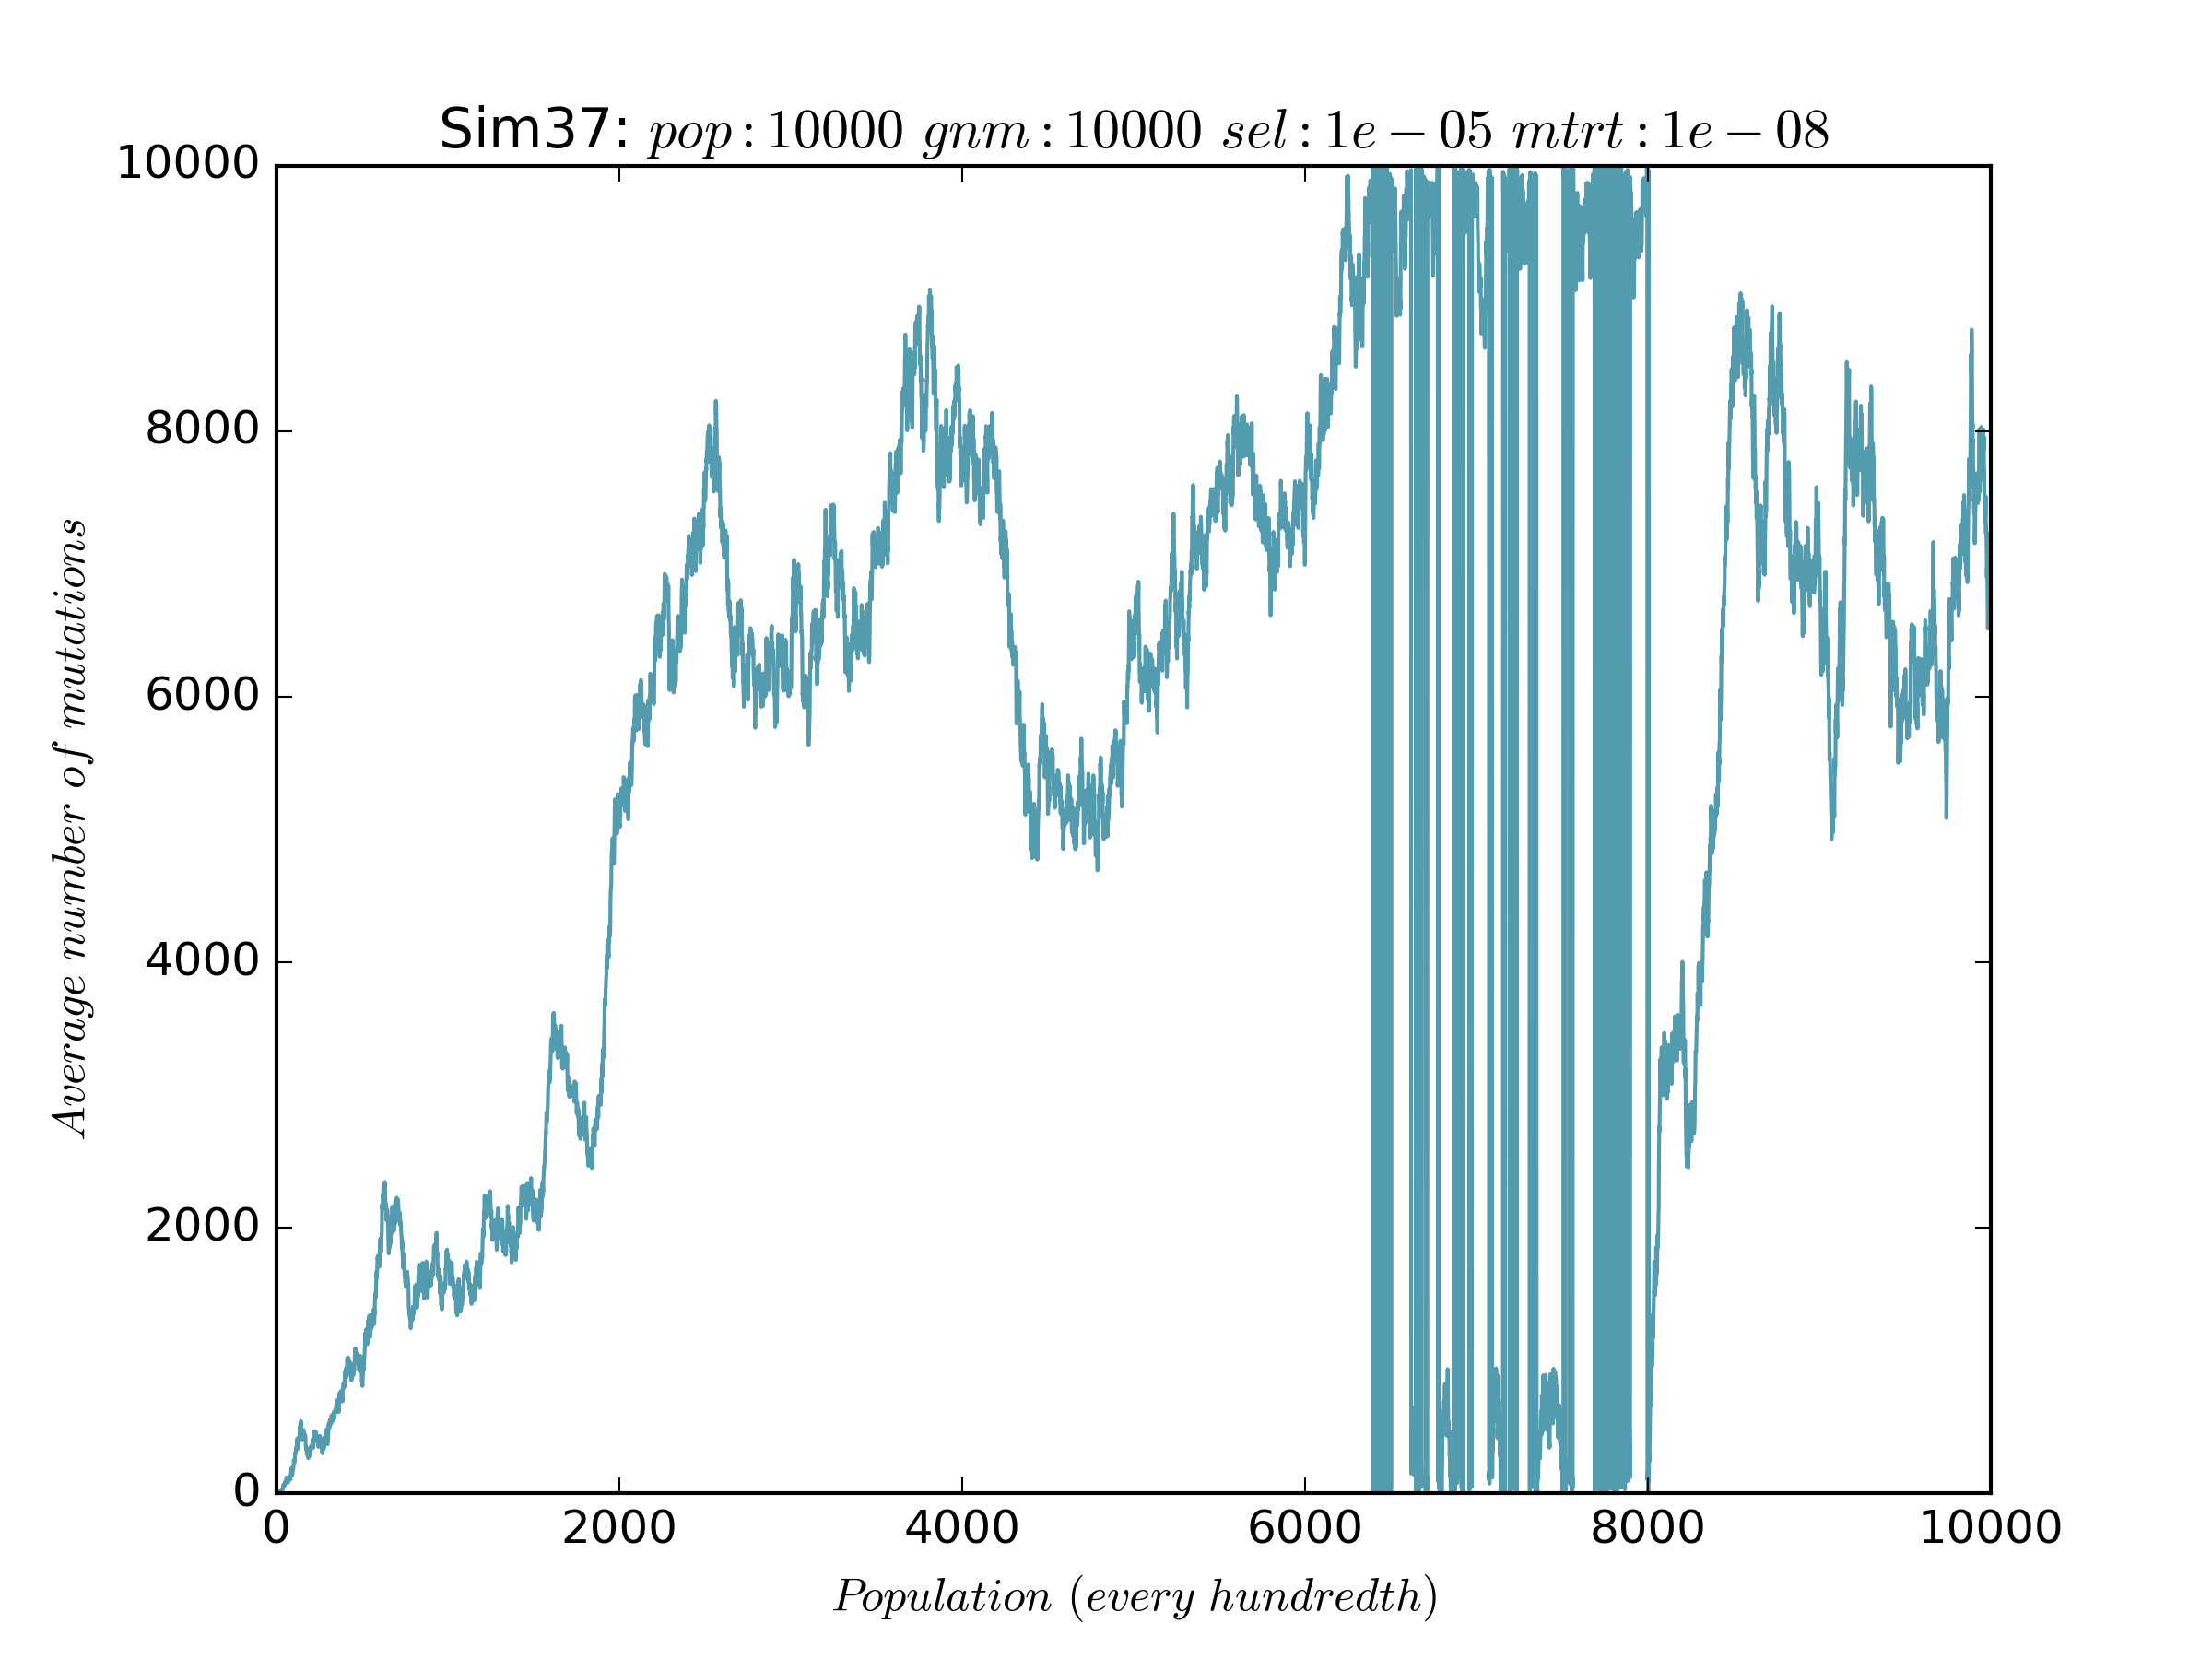 Sim37: pop : 10000 gnm : 10000 sel : 1e − 05 mtrt : 1e − 08
10000
8000
6000
4000
2000
0
Average number of mutations
0 2000 4000 6000 8000 10000
Population (every hundredth)